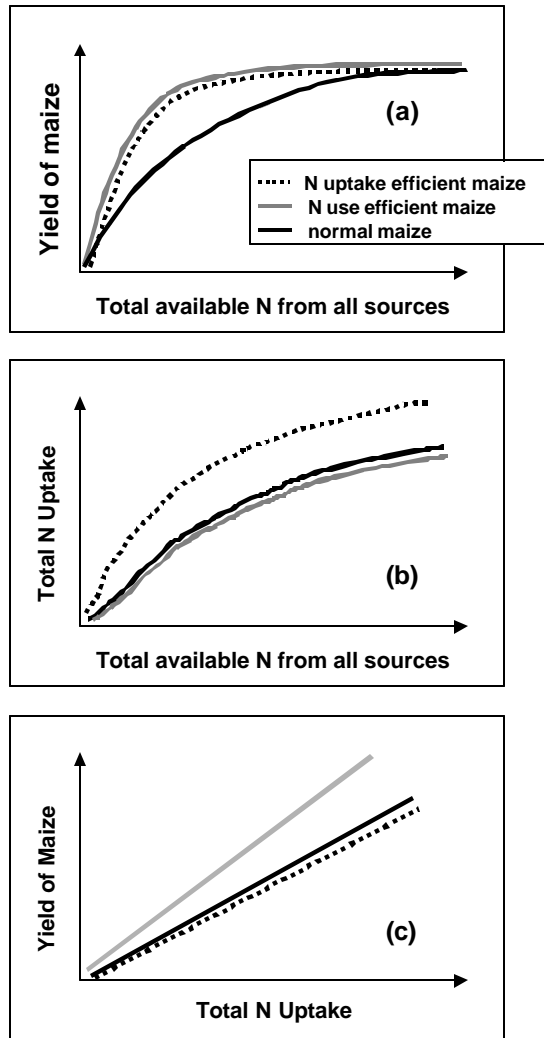 Yield of maize
(a)
N uptake efficient maize
N use efficient maize
normal maize
Total available N from all sources
Total N Uptake
(b)
Total available N from all sources
Yield of Maize
(c)
Total N Uptake